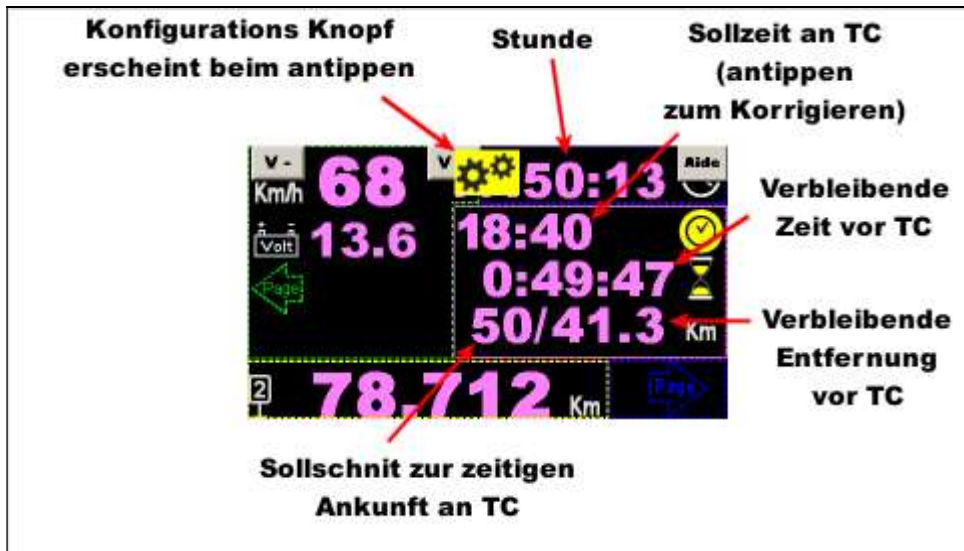 Konfigurations Knopf
erscheint beim antippen
Stunde
Sollzeit an TC
(antippen
zum Korrigieren)
V -
V
50:13
Aide
Km/h
68
Volt
13.6
18:40
0:49:47
Page
50/41.3 Km
2
78.712 Km
Page
Verbleibende
Zeit vor TC
Verbleibende
Entfernung
vor TC
Sollschnit zur zeitigen
Ankunft an TC